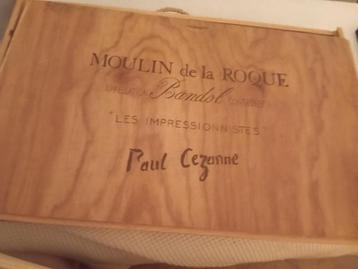 MOULIN de la ROQUE
Bandol
"LES IMPRESSIONNISTES"
Paul Cezanne